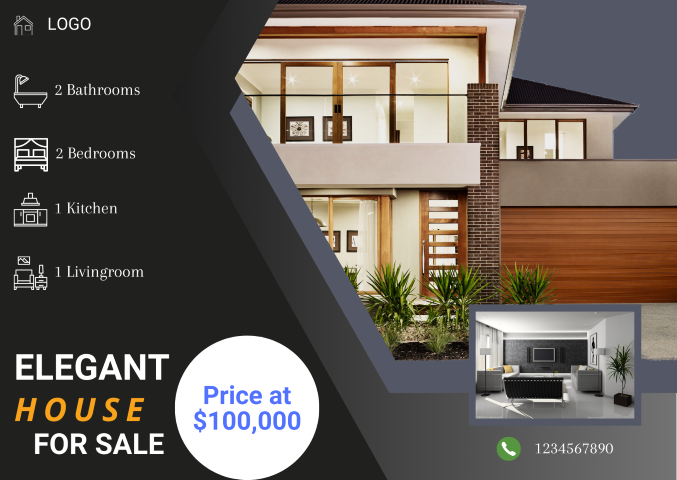 LOGO
2 Bathrooms
2 Bedrooms
1 Kitchen
1 Livingroom
ELEGANT
HOUSE
FOR SALE
Price at
$100,000
1234567890